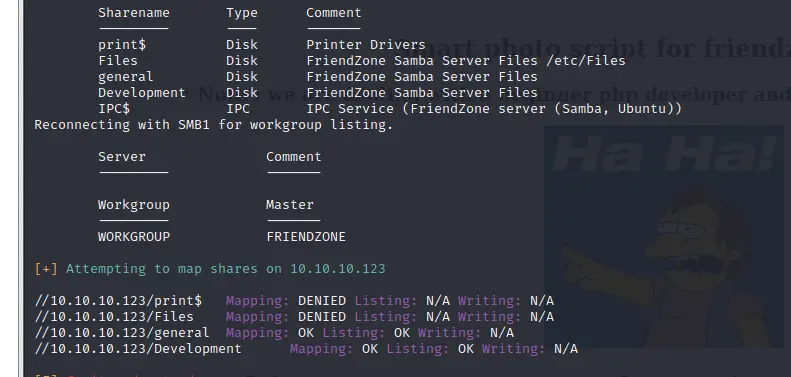 Sharename Type Comment
print$ Disk Printer Drivers
Files Disk FriendZone Samba Server Files /etc/Files
general Disk FriendZone Samba Server Files
Development Disk FriendZone Samba Server Files
IPC$ IPC IPC Service (FriendZone server (Samba, Ubuntu))
Reconnecting with SMB1 for workgroup listing.
Server Comment
Workgroup Master
WORKGROUP FRIENDZONE
[+] Attempting to map shares on 10.10.10.123
//10.10.10.123/print$ Mapping: DENIED Listing: N/A Writing: N/A
//10.10.10.123/Files Mapping: DENIED Listing: N/A Writing: N/A
//10.10.10.123/general Mapping: OK Listing: OK Writing: N/A
//10.10.10.123/Development Mapping: OK Listing: OK Writing: N/A
Smart photo script for friendz
php developer and
Ha Ha!